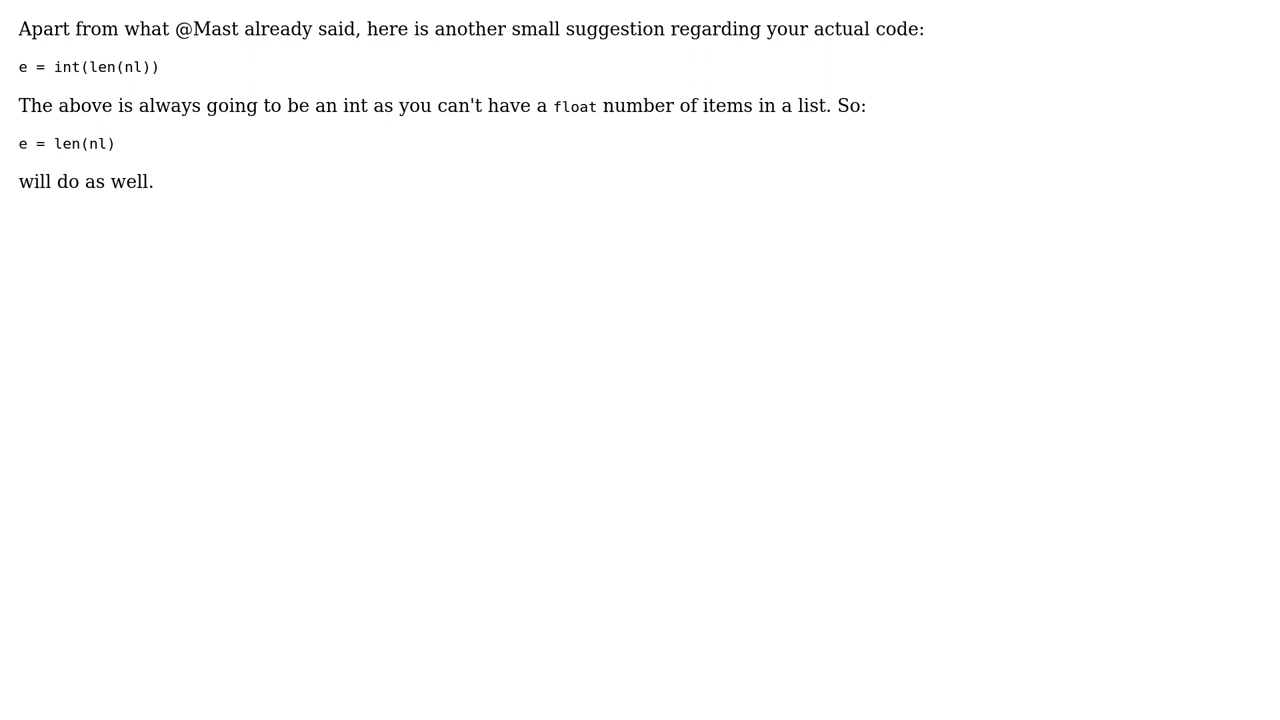 Apart from what @Mast already said, here is another small suggestion regarding your actual code:
e = int(len(nl))
The above is always going to be an int as you can't have a float number of items in a list. So:
e = len(nl)
will do as well.